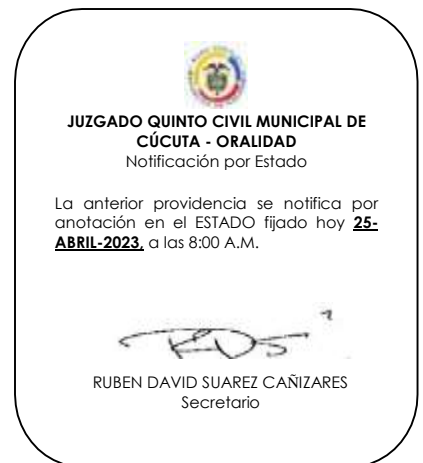 JUZGADO QUINTO CIVIL MUNICIPAL DE
CÚCUTA - ORALIDAD
Notificación por Estado
La anterior providencia se notifica por
anotación en el ESTADO fijado hoy 25-
ABRIL-2023, a las 8:00 A.M.
RUBEN DAVID SUAREZ CAÑIZARES
Secretario